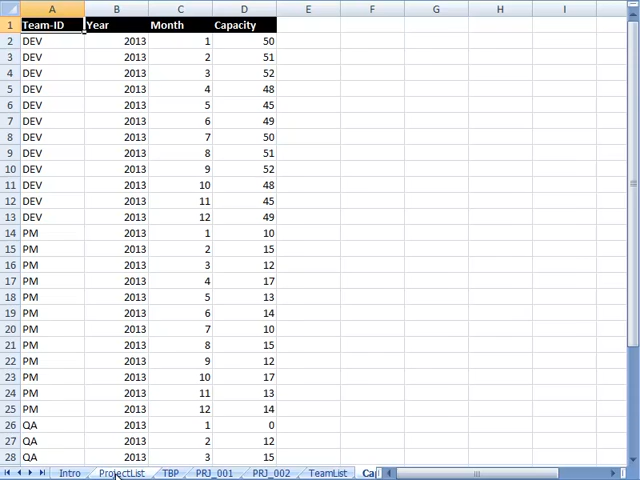 A B C D E F G H I
1 Team-ID Year Month Capacity
2 DEV 2013 1 50
3 DEV 2013 2 51
4 DEV 2013 3 52
5 DEV 2013 4 48
6 DEV 2013 5 45
7 DEV 2013 6 49
8 DEV 2013 7 50
9 DEV 2013 8 51
10 DEV 2013 9 52
11 DEV 2013 10 48
12 DEV 2013 11 45
13 DEV 2013 12 49
14 PM 2013 1 10
15 PM 2013 2 15
16 PM 2013 3 12
17 PM 2013 4 17
18 PM 2013 5 13
19 PM 2013 6 14
20 PM 2013 7 10
21 PM 2013 8 15
22 PM 2013 9 12
23 PM 2013 10 17
24 PM 2013 11 13
25 PM 2013 12 14
26 QA 2013 1 0
27 QA 2013 2 12
28 QA 2013 3 15
Intro ProjectList TBP PRJ_001 PRJ_002 TeamList Ca